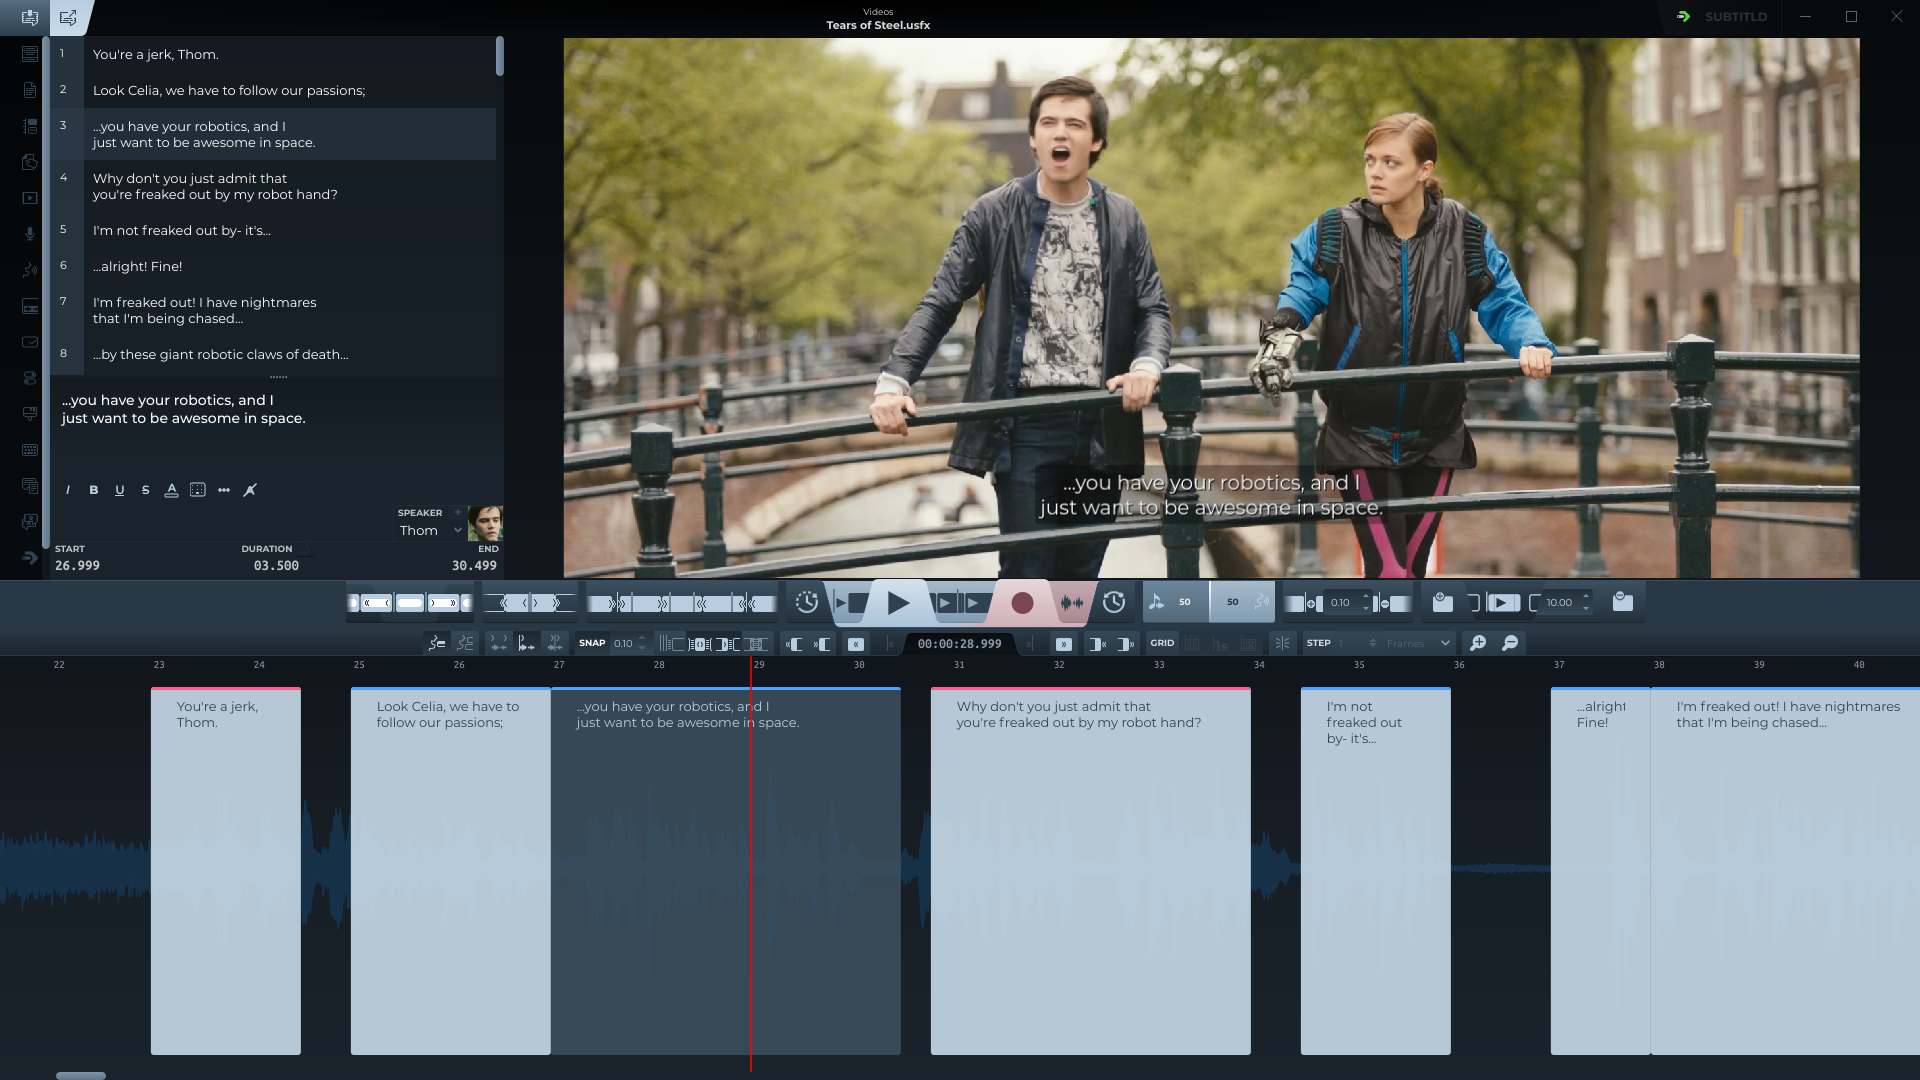 Videos
Tears of Steel.usfx
SUBTITLD
1
You're a jerk, Thom.
2
Look Celia, we have to follow our passions;
3
...you have your robotics, and I
just want to be awesome in space.
4
Why don't you just admit that
you're freaked out by my robot hand?
5
I'm not freaked out by- it's...
6
...alright! Fine!
7
I'm freaked out! I have nightmares
that I'm being chased...
8
...by these giant robotic claws of death...
...you have your robotics, and I
just want to be awesome in space.
I B U S A
SPEAKER
Thom
START DURATION END
26.999 03.500 30.499
...you have your robotics, and I
just want to be awesome in space.
50 50 0.10 10.00
SNAP 0.10 00:00:28.999 GRID STEP 1 Frames
22 23 24 25 26 27 28 29 30 31 32 33 34 35 36 37 38 39 40
You're a jerk,
Thom.
Look Celia, we have to
follow our passions;
...you have your robotics, and I
just want to be awesome in space.
Why don't you just admit that
you're freaked out by my robot hand?
I'm not
freaked out
by- it's...
...alright
Fine!
I'm freaked out! I have nightmares
that I'm being chased...